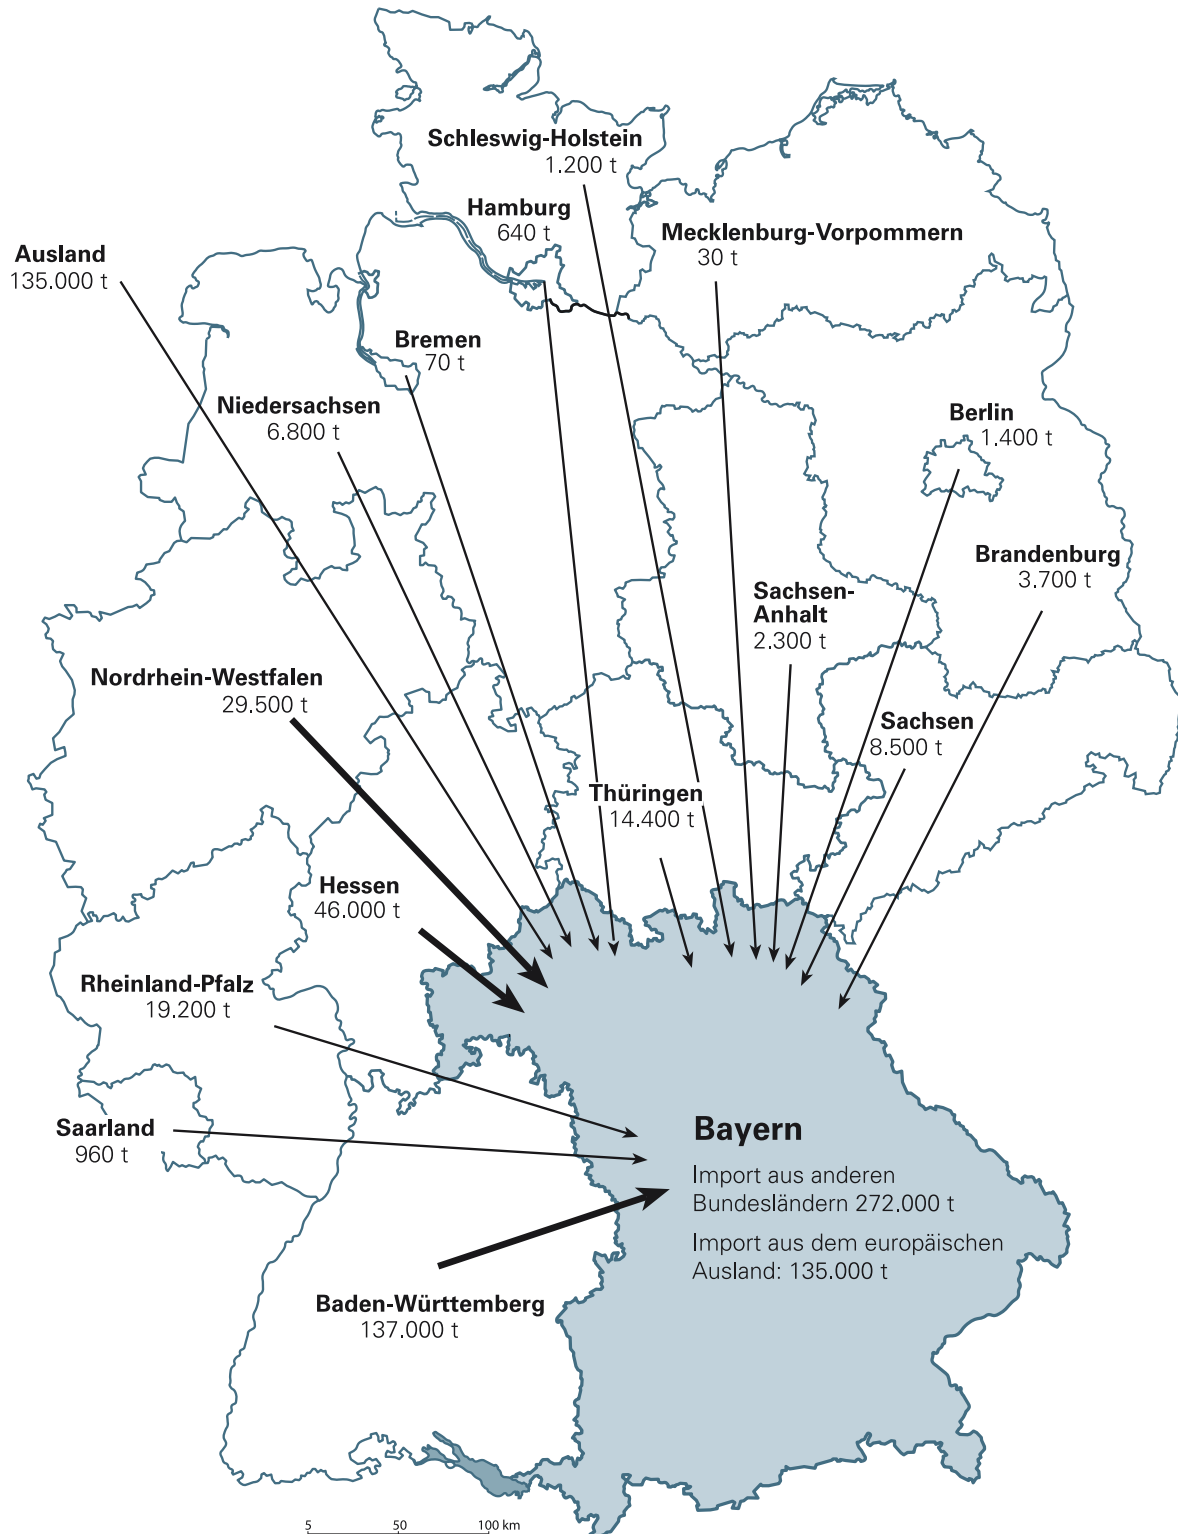 Schleswig-Holstein
1.200 t
Hamburg
640 t
Mecklenburg-Vorpommern
30 t
Ausland
135.000 t
Bremen
70 t
Niedersachsen
6.800 t
Berlin
1.400 t
Brandenburg
3.700 t
Sachsen-
Anhalt
2.300 t
Nordrhein-Westfalen
29.500 t
Sachsen
8.500 t
Thüringen
14.400 t
Hessen
46.000 t
Rheinland-Pfalz
19.200 t
Saarland
960 t
Bayern
Import aus anderen
Bundesländern 272.000 t
Import aus dem europäischen
Ausland: 135.000 t
Baden-Württemberg
137.000 t
5 50 100 km